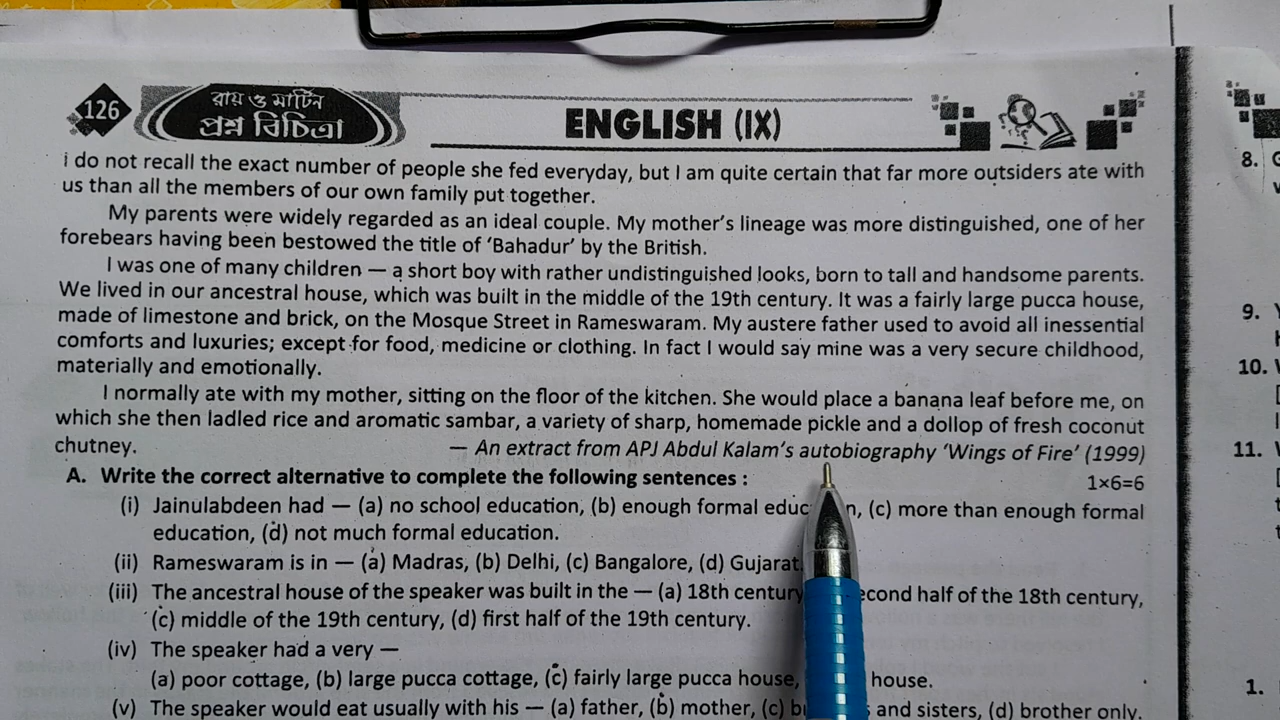 126
রায় ও মার্টিন
প্রশ্ন বিচিত্রা
ENGLISH (IX)
i do not recall the exact number of people she fed everyday, but I am quite certain that far more outsiders ate with
us than all the members of our own family put together.
My parents were widely regarded as an ideal couple. My mother's lineage was more distinguished, one of her
forebears having been bestowed the title of 'Bahadur' by the British.
I was one of many children — a short boy with rather undistinguished looks, born to tall and handsome parents.
We lived in our ancestral house, which was built in the middle of the 19th century. It was a fairly large pucca house,
made of limestone and brick, on the Mosque Street in Rameswaram. My austere father used to avoid all inessential
comforts and luxuries; except for food, medicine or clothing. In fact I would say mine was a very secure childhood,
materially and emotionally.
I normally ate with my mother, sitting on the floor of the kitchen. She would place a banana leaf before me, on
which she then ladled rice and aromatic sambar, a variety of sharp, homemade pickle and a dollop of fresh coconut
chutney. — An extract from APJ Abdul Kalam's autobiography 'Wings of Fire' (1999)
A. Write the correct alternative to complete the following sentences : 1×6=6
(i) Jainulabdeen had — (a) no school education, (b) enough formal (c) more than enough formal
education, (d) not much formal education.
(ii) Rameswaram is in — (a) Madras, (b) Delhi, (c) Bangalore, (d) Gujarat.
(iii) The ancestral house of the speaker was built in the — (a) 18th century half of the 18th century,
(c) middle of the 19th century, (d) first half of the 19th century.
(iv) The speaker had a very —
(a) poor cottage, (b) large pucca cottage, (c) fairly large pucca house, house.
(v) The speaker would eat usually with his — (a) father, (b) mother, (c) and sisters, (d) brother only.
8.
9.
10.
11.
1.